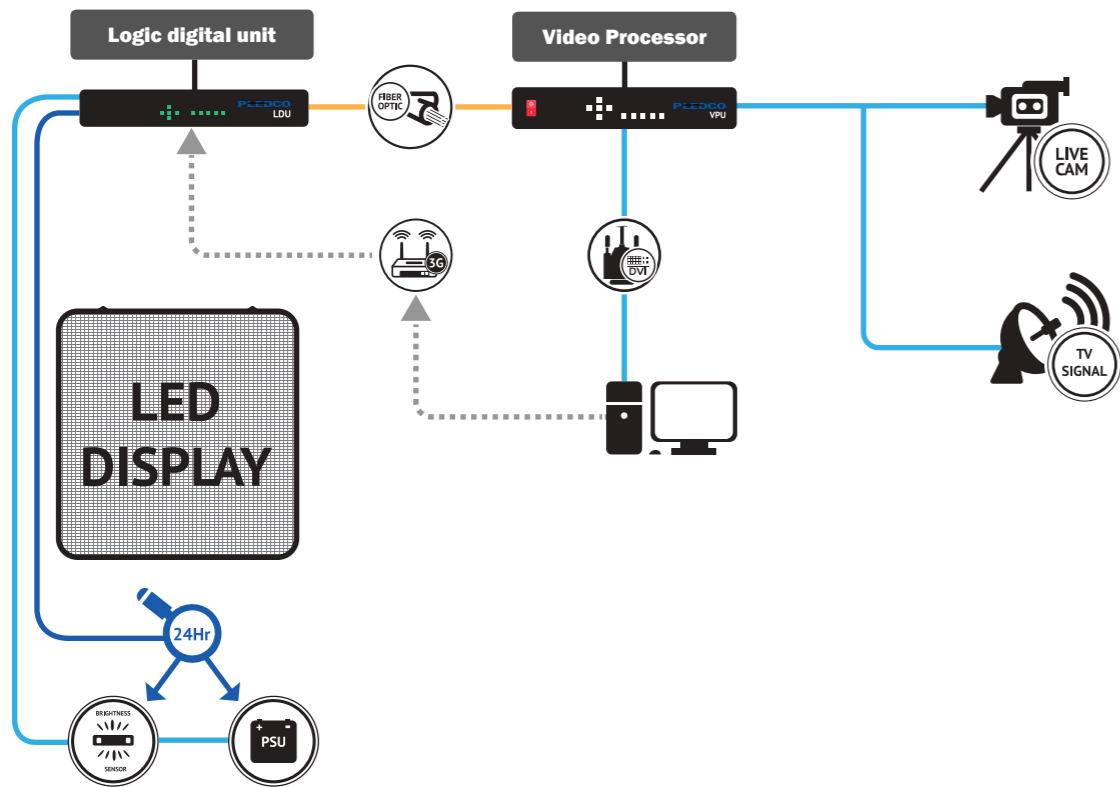 Logic digital unit
Video Processor
PLEDCO
LDU
FIBER
OPTIC
PLEDCO
VPU
LIVE
CAM
3G
DVI
TV
SIGNAL
LED
DISPLAY
24Hr
BRIGHTNESS
SENSOR
+ -
PSU